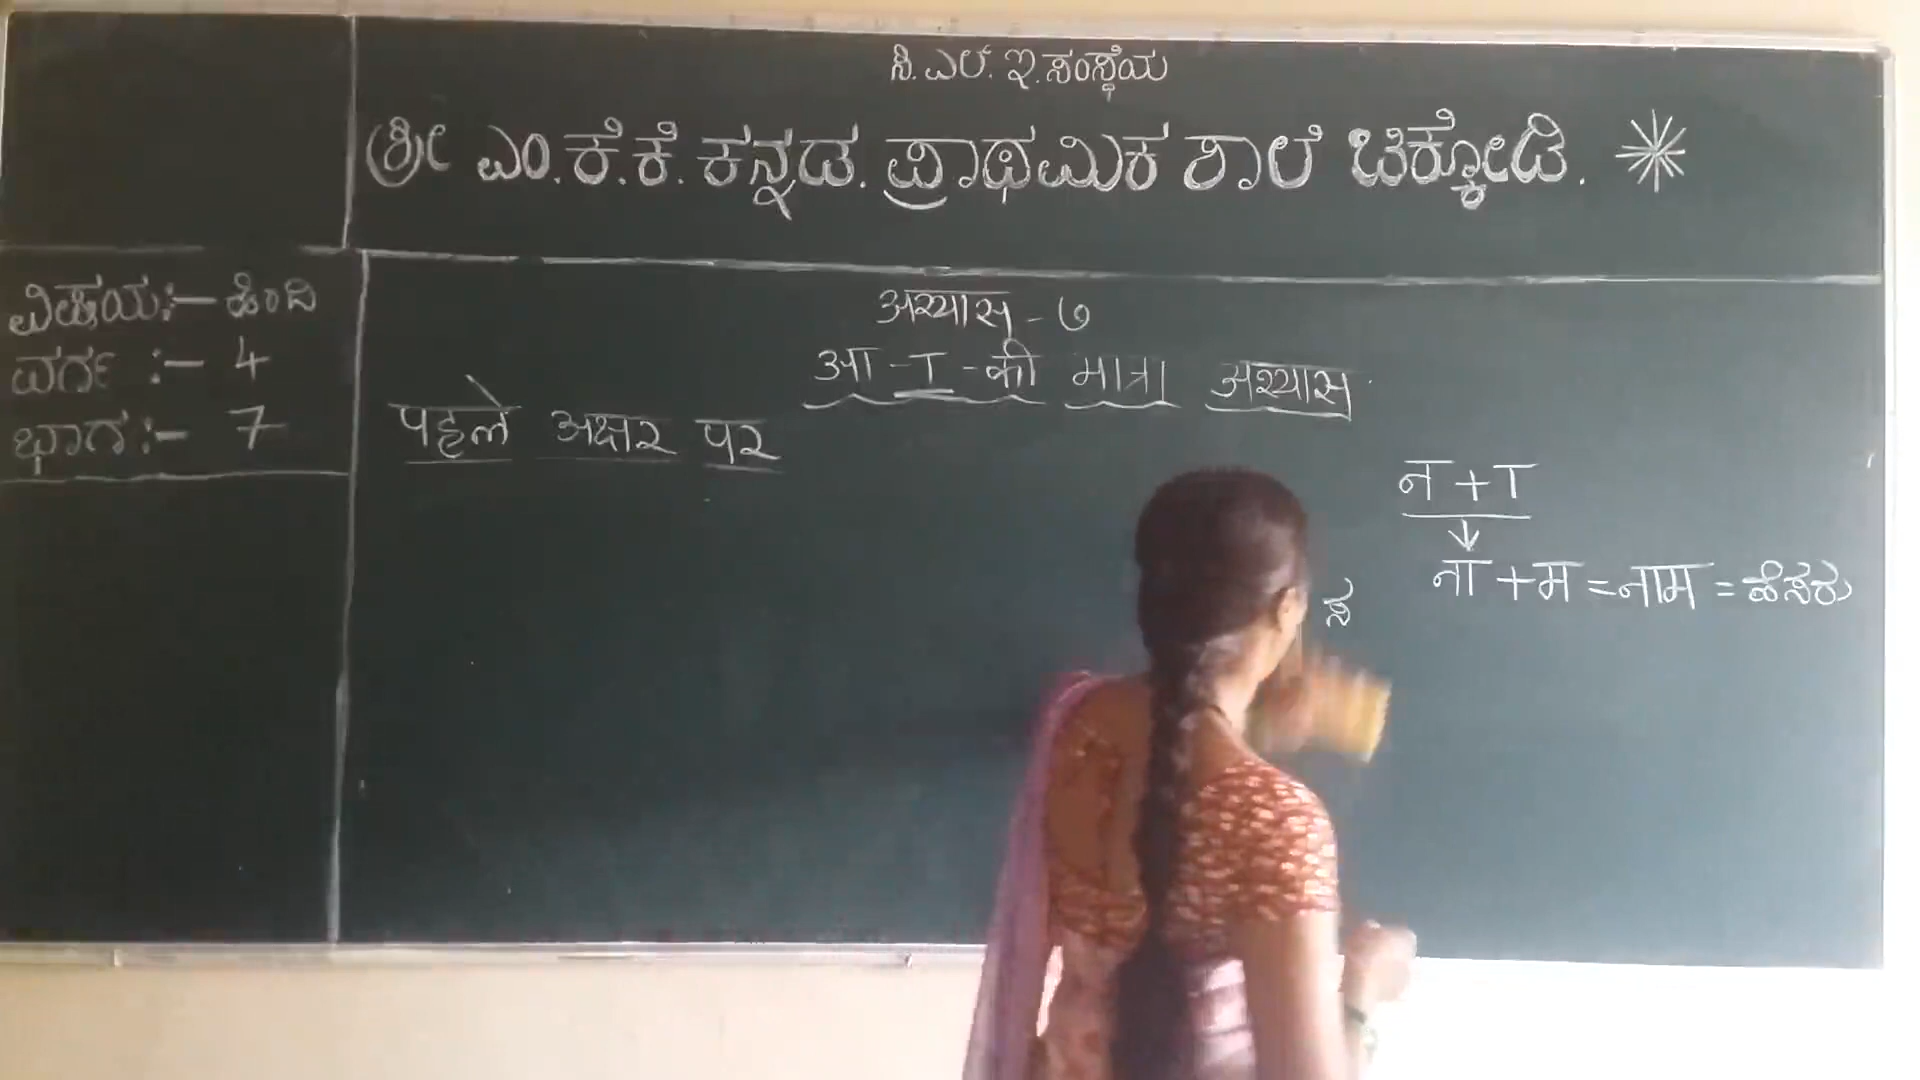 ಸಿ. ಎಲ್. ಇ. ಸಂಸ್ಥೆಯ
ಶ್ರೀ ಎಂ. ಕೆ. ಕೆ. ಕನ್ನಡ. ಪ್ರಾಥಮಿಕ ಶಾಲೆ ಚಿಕ್ಕೋಡಿ.
ವಿಷಯ:- ಹಿಂದಿ
ವರ್ಗ :- 4
ಭಾಗ:- 7
अभ्यास - ७
आ - ा - की मात्रा अभ्यास
पहले अक्षर पर
न + ा
↓
ना + म = नाम = ಹೆಸರು